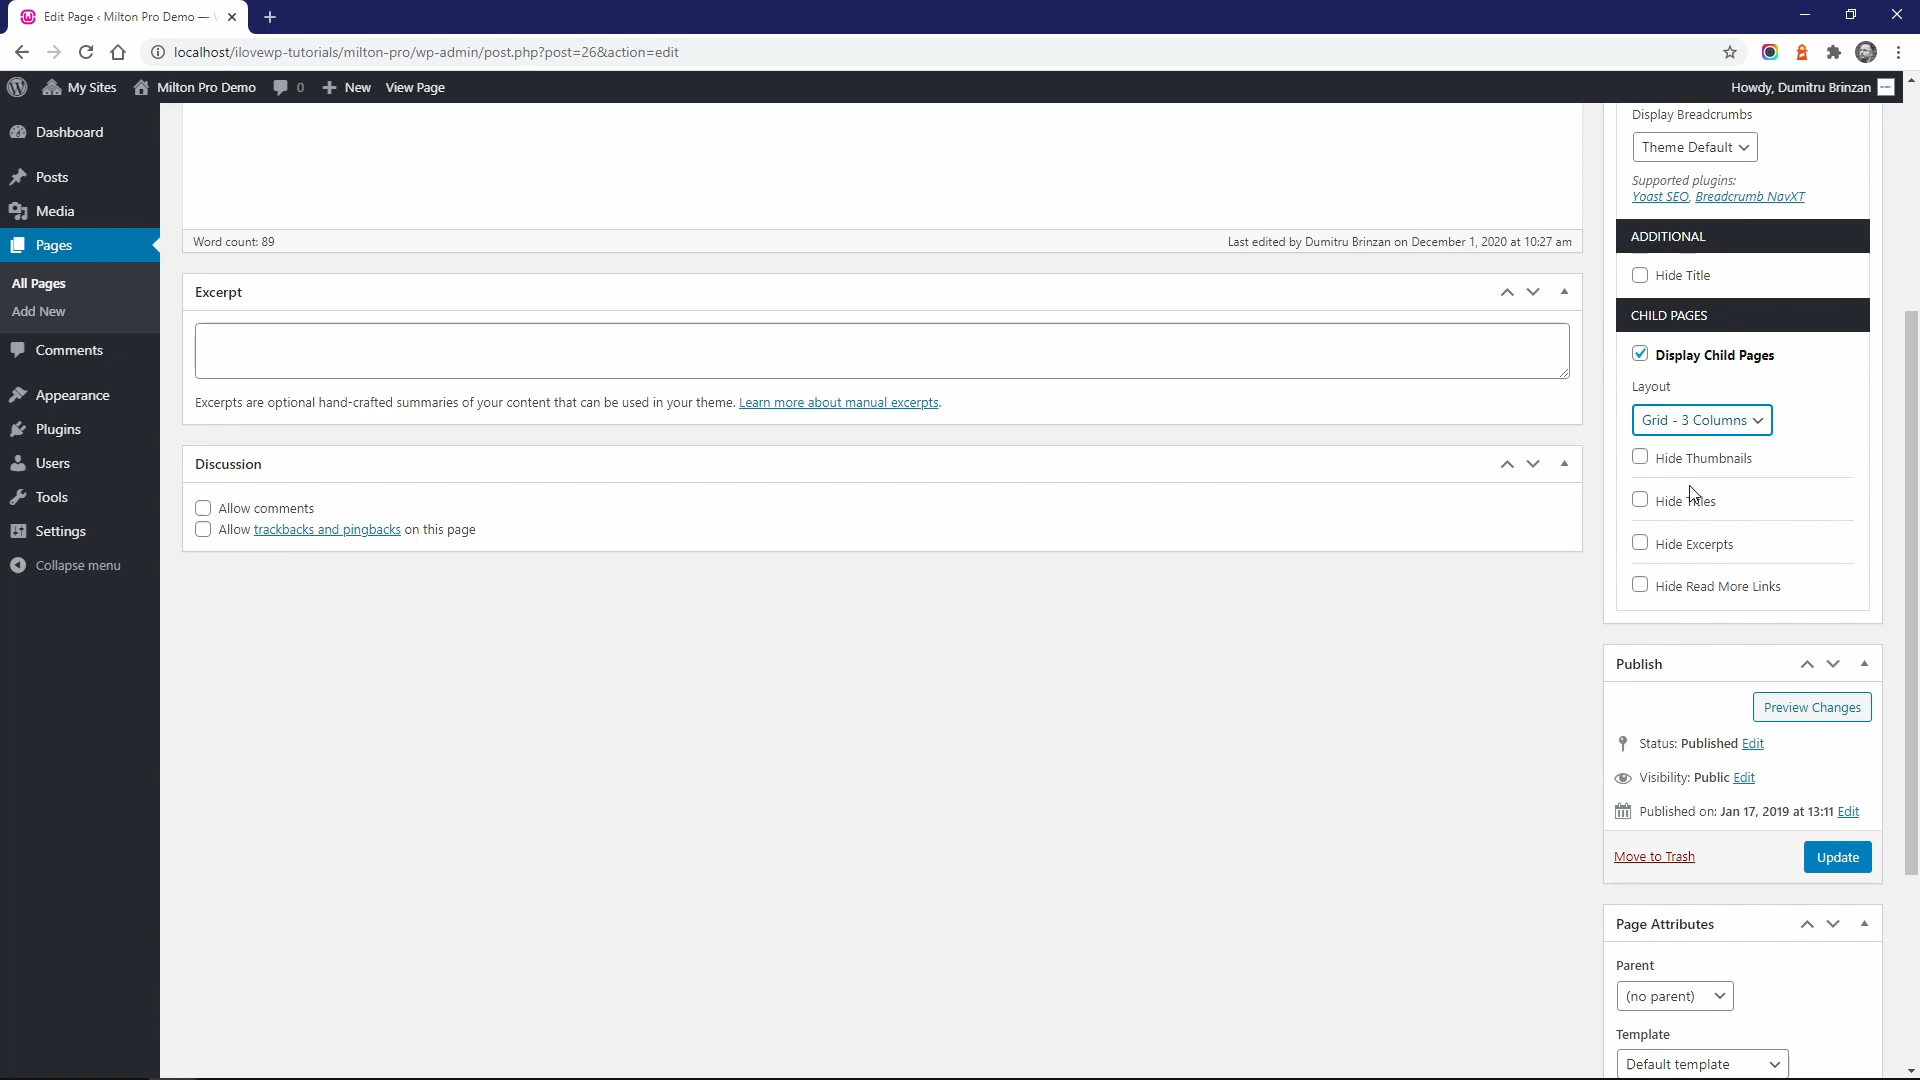 Edit Page ‹ Milton Pro Demo —
localhost/ilovewp-tutorials/milton-pro/wp-admin/post.php?post=26&action=edit
My Sites
Milton Pro Demo
0
New
View Page
Howdy, Dumitru Brinzan
Dashboard
Posts
Media
Pages
All Pages
Add New
Comments
Appearance
Plugins
Users
Tools
Settings
Collapse menu
Word count: 89
Last edited by Dumitru Brinzan on December 1, 2020 at 10:27 am
Excerpt
Excerpts are optional hand-crafted summaries of your content that can be used in your theme. Learn more about manual excerpts.
Discussion
Allow comments
Allow trackbacks and pingbacks on this page
Display Breadcrumbs
Theme Default
Supported plugins:
Yoast SEO, Breadcrumb NavXT
ADDITIONAL
Hide Title
CHILD PAGES
Display Child Pages
Layout
Grid - 3 Columns
Hide Thumbnails
Hide Titles
Hide Excerpts
Hide Read More Links
Publish
Preview Changes
Status: Published Edit
Visibility: Public Edit
Published on: Jan 17, 2019 at 13:11 Edit
Move to Trash
Update
Page Attributes
Parent
(no parent)
Template
Default template